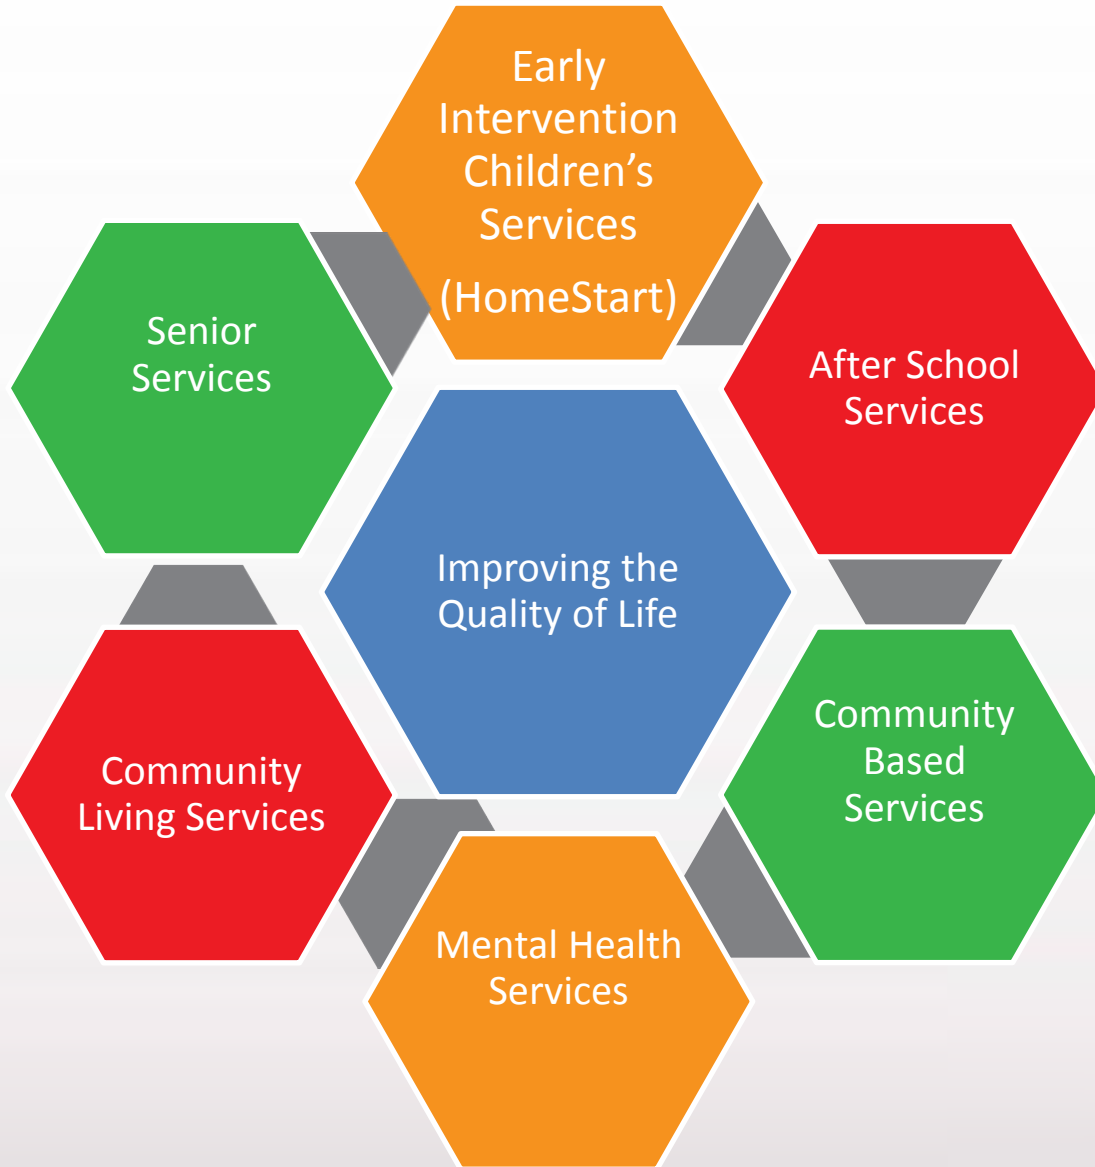 Early
Intervention
Children’s
Services
(HomeStart)
After School
Services
Community
Based
Services
Mental Health
Services
Community
Living Services
Senior
Services
Improving the
Quality of Life